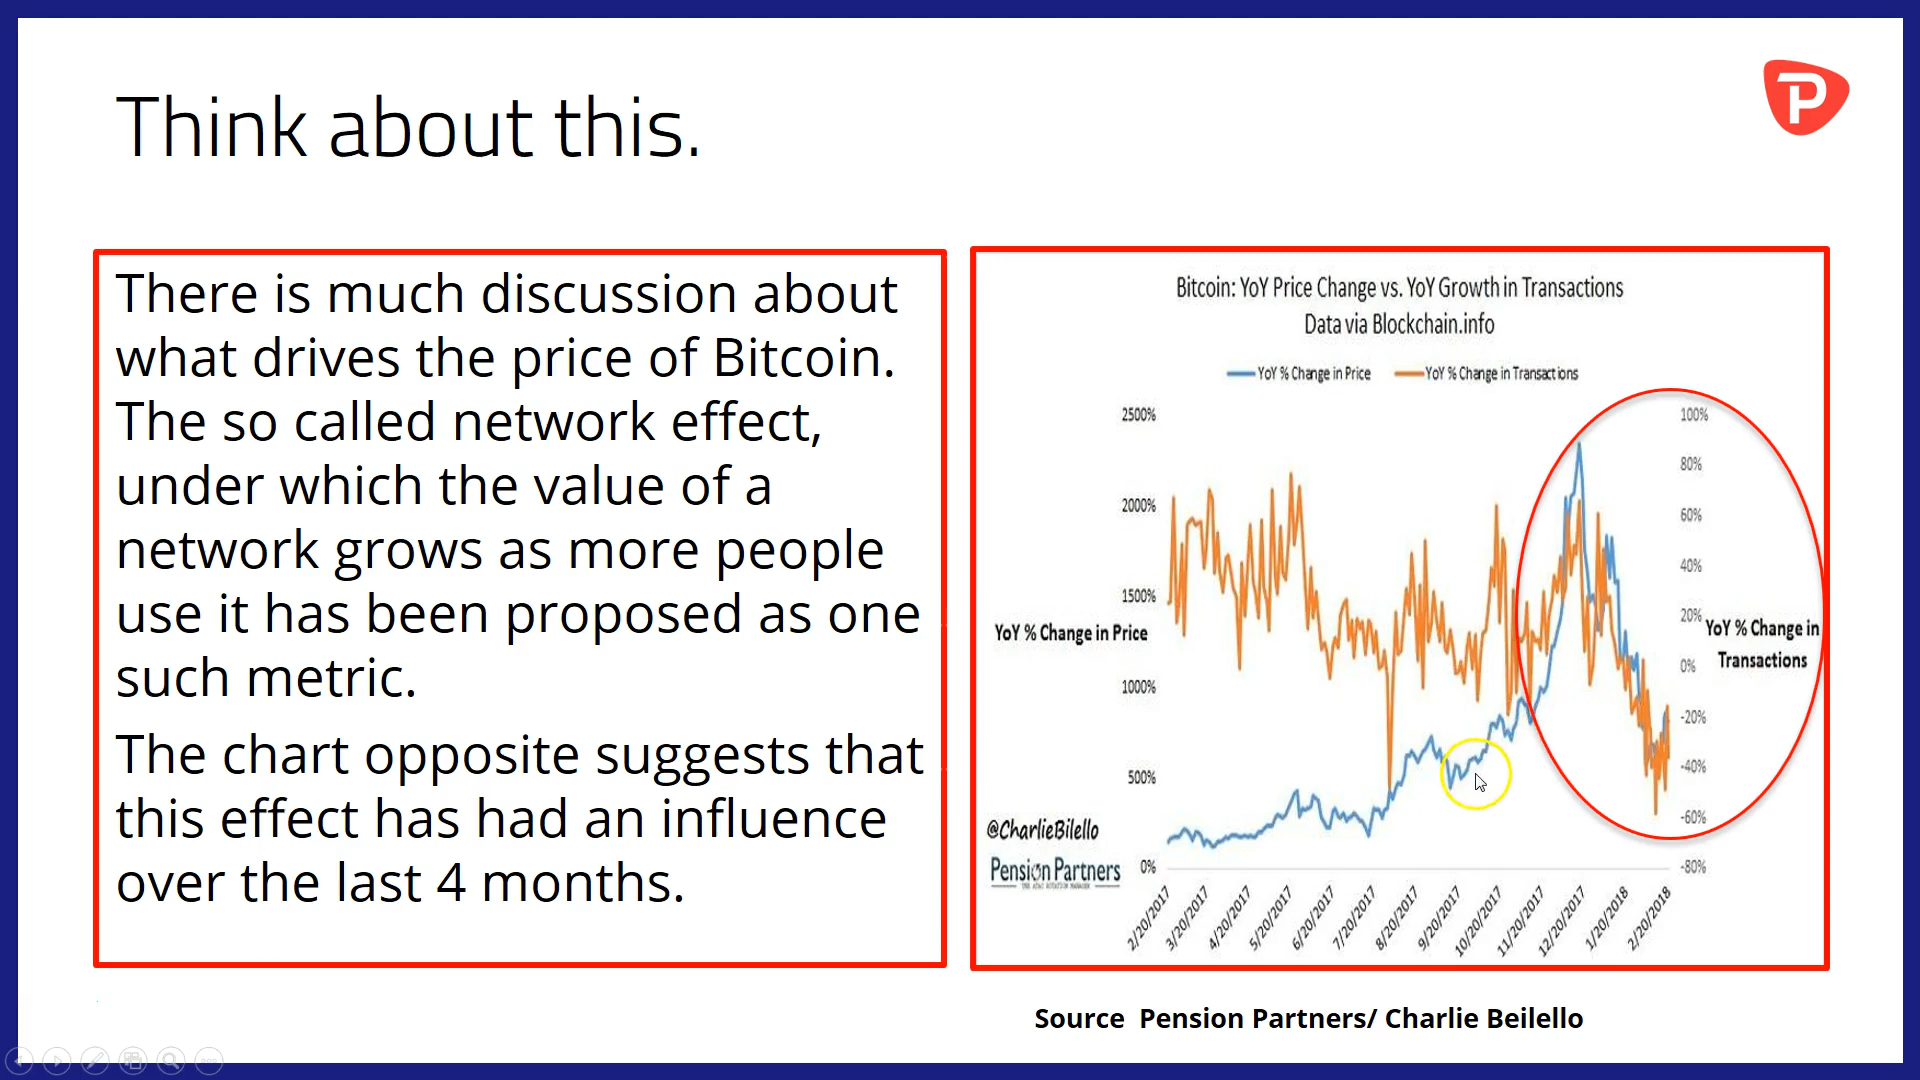 Think about this.
P
There is much discussion about
what drives the price of Bitcoin.
The so called network effect,
under which the value of a
network grows as more people
use it has been proposed as one
such metric.
The chart opposite suggests that
this effect has had an influence
over the last 4 months.
Bitcoin: YoY Price Change vs. YoY Growth in Transactions
Data via Blockchain.info
YoY % Change in Price
YoY % Change in Transactions
2500%
2000%
1500%
1000%
500%
0%
YoY % Change in Price
100%
80%
60%
40%
20%
0%
-20%
-40%
-60%
-80%
YoY % Change in
Transactions
@CharlieBilello
Pension Partners
2/20/2017
3/20/2017
4/20/2017
5/20/2017
6/20/2017
7/20/2017
8/20/2017
9/20/2017
10/20/2017
11/20/2017
12/20/2017
1/20/2018
2/20/2018
Source Pension Partners/ Charlie Beilello